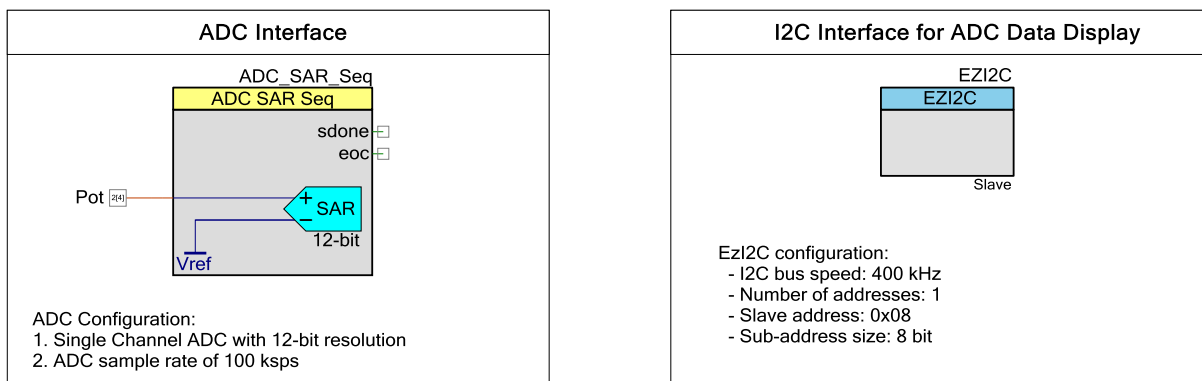 ADC Interface
ADC_SAR_Seq
ADC SAR Seq
sdone
eoc
Pot 2[4]
+
SAR
12-bit
Vref
ADC Configuration:
1. Single Channel ADC with 12-bit resolution
2. ADC sample rate of 100 ksps
I2C Interface for ADC Data Display
EZI2C
EZI2C
Slave
EzI2C configuration:
- I2C bus speed: 400 kHz
- Number of addresses: 1
- Slave address: 0x08
- Sub-address size: 8 bit